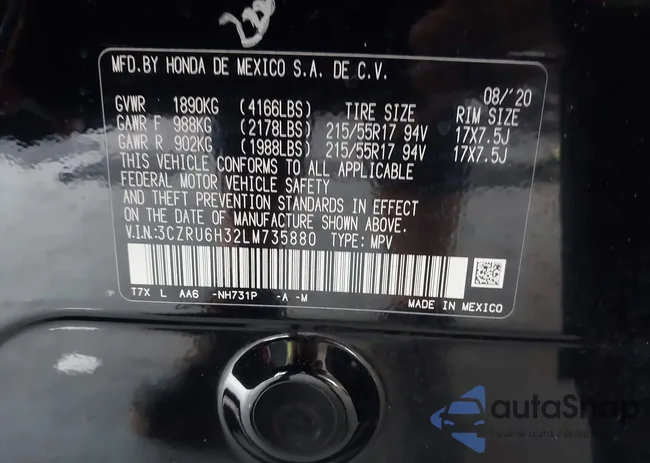 MFD.BY HONDA DE MEXICO S.A. DE C.V.
08/'20
GVWR 1890KG (4166LBS) TIRE SIZE RIM SIZE
GAWR F 988KG (2178LBS) 215/55R17 94V 17X7.5J
GAWR R 902KG (1988LBS) 215/55R17 94V 17X7.5J
THIS VEHICLE CONFORMS TO ALL APPLICABLE
FEDERAL MOTOR VEHICLE SAFETY
AND THEFT PREVENTION STANDARDS IN EFFECT
ON THE DATE OF MANUFACTURE SHOWN ABOVE.
V.I.N:3CZRU6H32LM735880 TYPE: MPV
T7X L AA6 -NH731P -A -M MADE IN MEXICO
autaShop